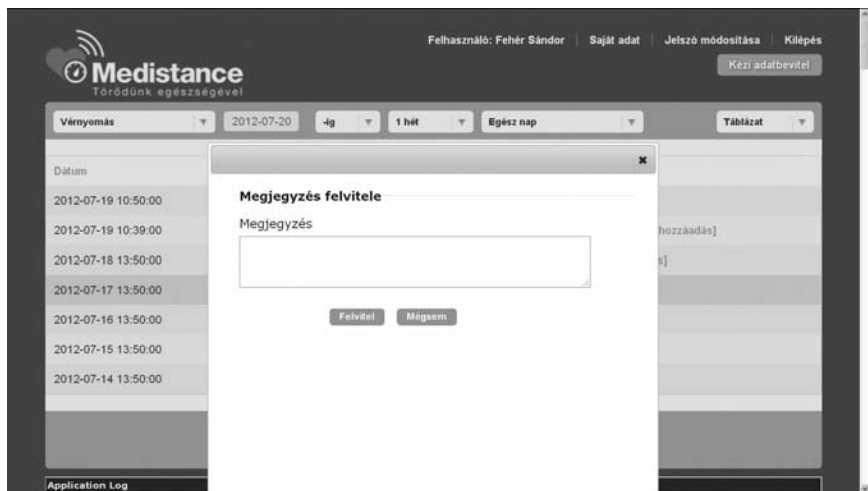 Felhasználó: Fehér Sándor Saját adat Jelszó módosítása Kilépés
Medistance
Törődünk egészségével
Kézi adatbevitel
Vérnyomás 2012-07-20 -ig 1 hét Egész nap Táblázat
Dátum
Megjegyzés felvitele
Megjegyzés
2012-07-19 10:50:00
2012-07-19 10:39:00 hozzáadás]
2012-07-18 13:50:00 s]
2012-07-17 13:50:00
2012-07-16 13:50:00
2012-07-15 13:50:00
2012-07-14 13:50:00
Felvitel Mégsem
Application Log